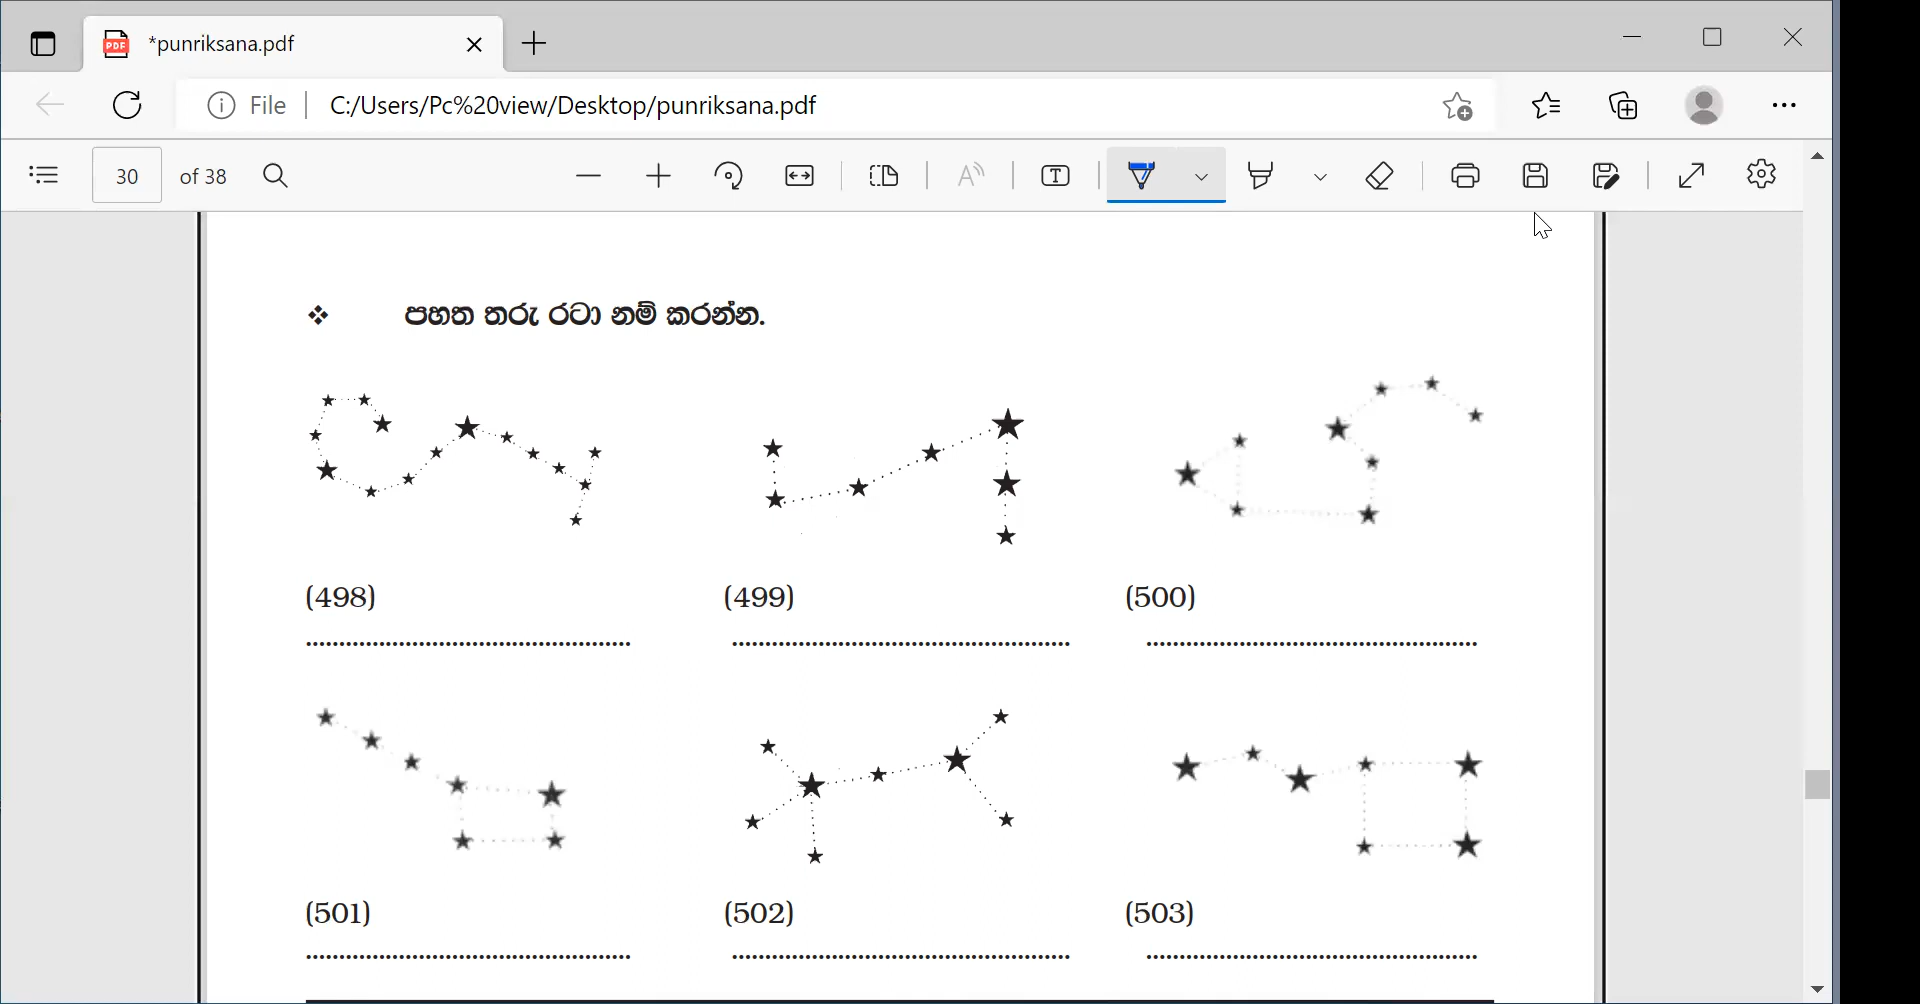 *punriksana.pdf
File
C:/Users/Pc%20view/Desktop/punriksana.pdf
30 of 38
පහත තරු රටා නම් කරන්න.
(498) (499) (500)
(501) (502) (503)